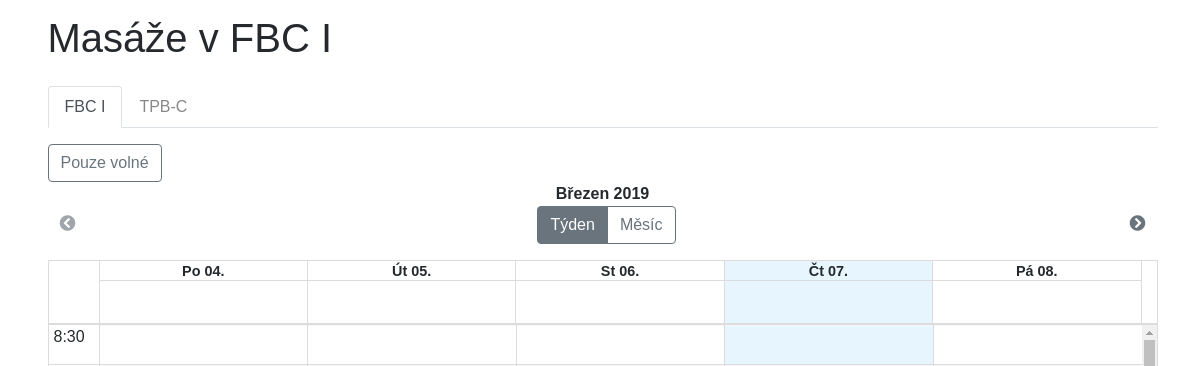 Masáže v FBC I
FBC I TPB-C
Pouze volné
Březen 2019
Týden Měsíc
Po 04. Út 05. St 06. Čt 07. Pá 08.
8:30